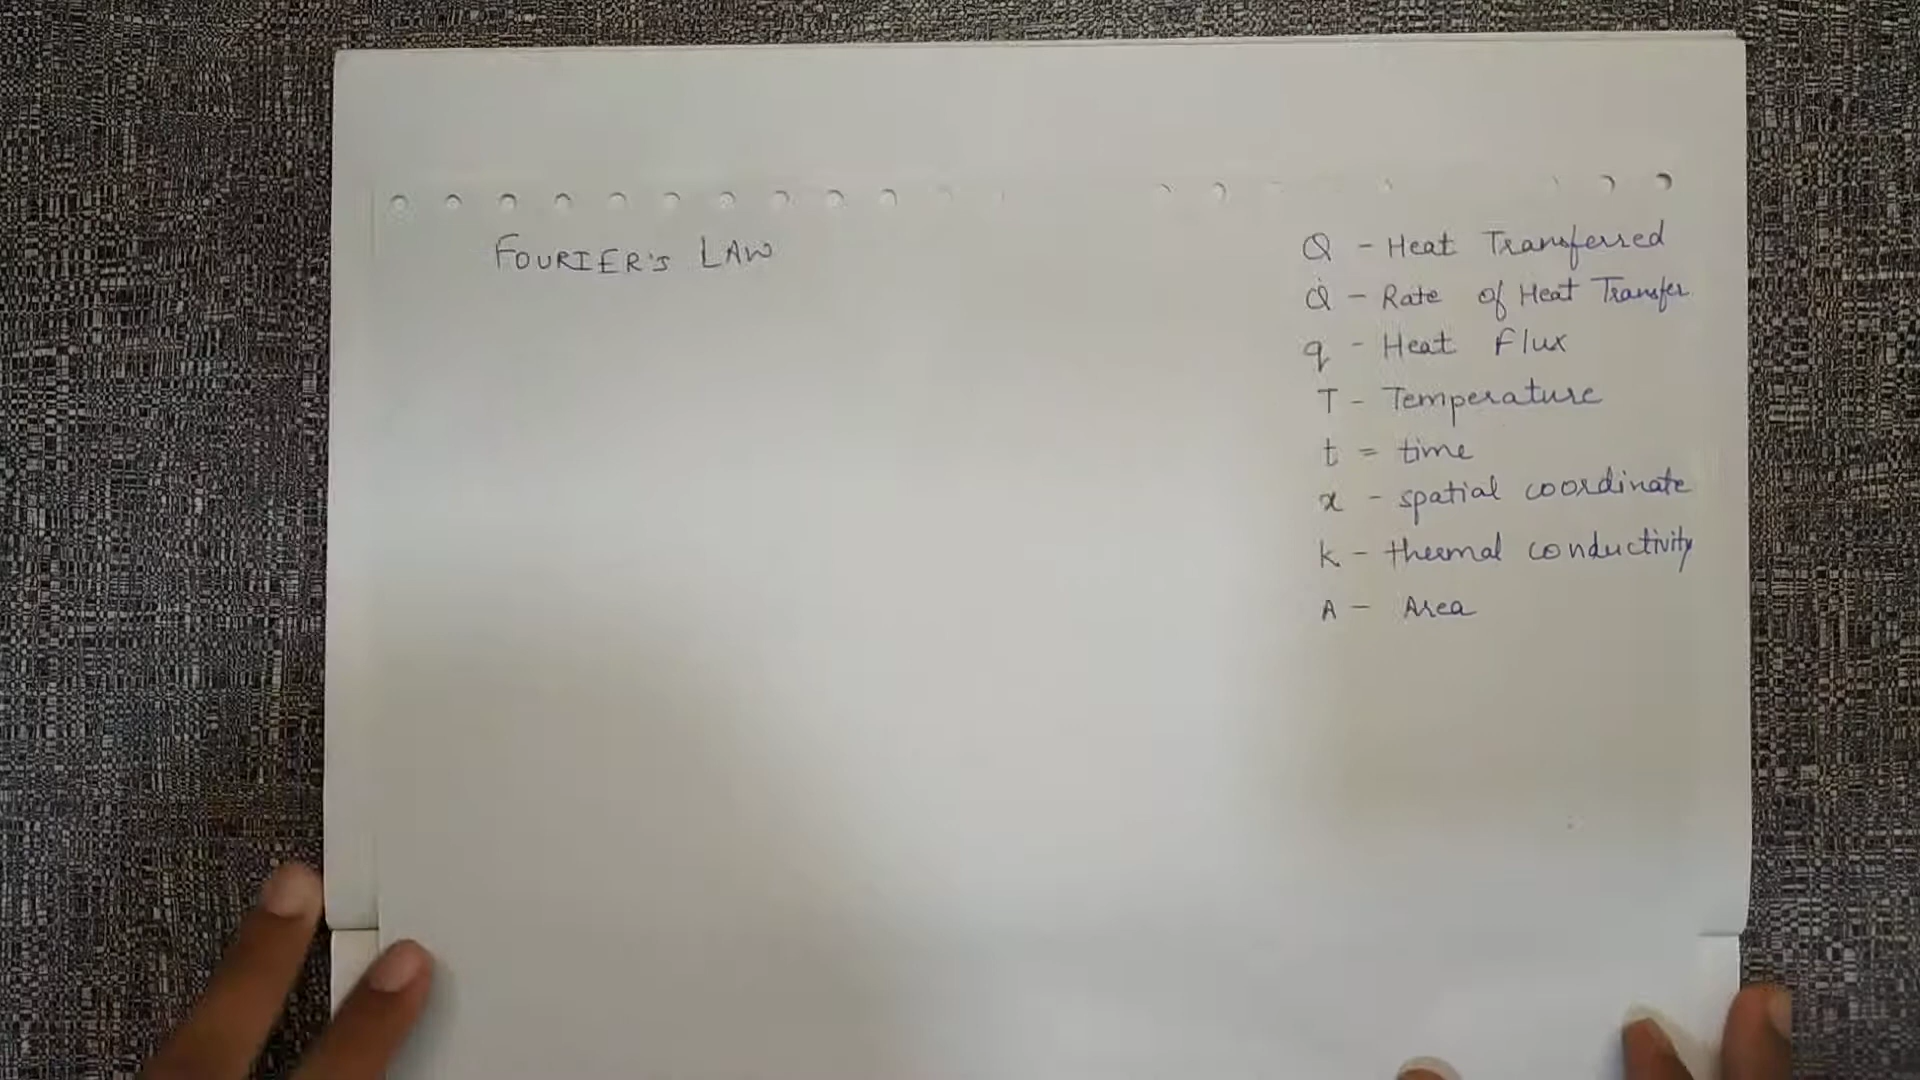 FOURIER'S LAW
Q - Heat Transferred
Q̇ - Rate of Heat Transfer
q - Heat Flux
T - Temperature
t = time
x - spatial coordinate
k - thermal conductivity
A - Area